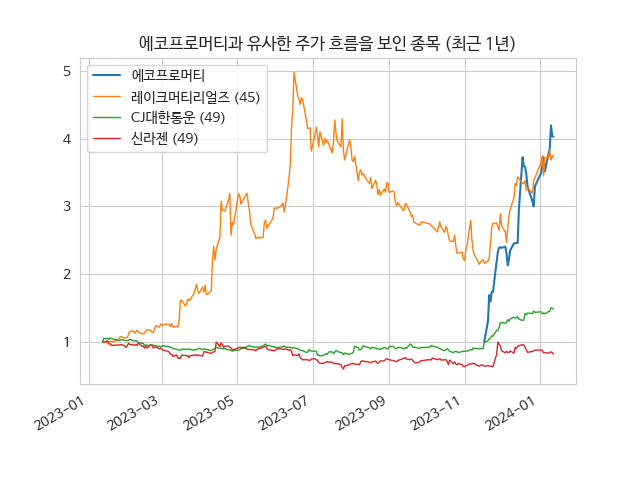 에코프로머티과 유사한 주가 흐름을 보인 종목 (최근 1년)
에코프로머티
레이크머티리얼즈 (45)
CJ대한통운 (49)
신라젠 (49)
5
4
3
2
1
2023-01
2023-03
2023-05
2023-07
2023-09
2023-11
2024-01